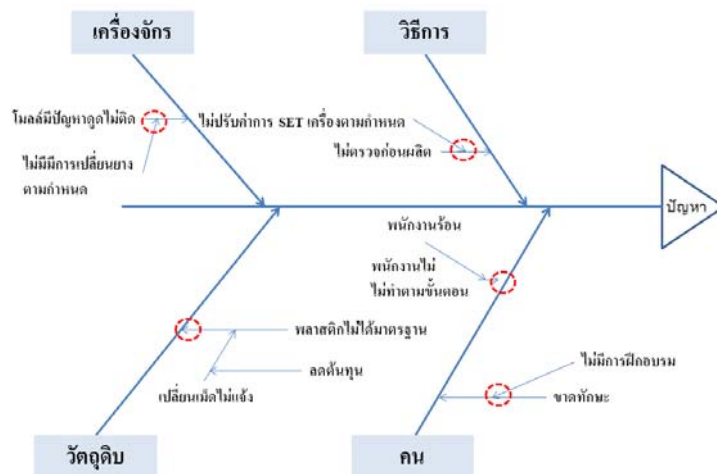 เครื่องจักร
วิธีการ
โมลล์มีปัญหาดูดไม่ติด
ไม่ปรับค่าการ SET เครื่องตามกำหนด
ไม่มีมีการเปลี่ยนยาง
ตามกำหนด
ไม่ตรวจก่อนผลิต
ปัญหา
พนักงานร้อน
พนักงานไม่
ไม่ทำตามขั้นตอน
พลาสติกไม่ได้มาตรฐาน
ลดต้นทุน
เปลี่ยนเม็ดไม่แจ้ง
ไม่มีการฝึกอบรม
ขาดทักษะ
วัตถุดิบ
คน